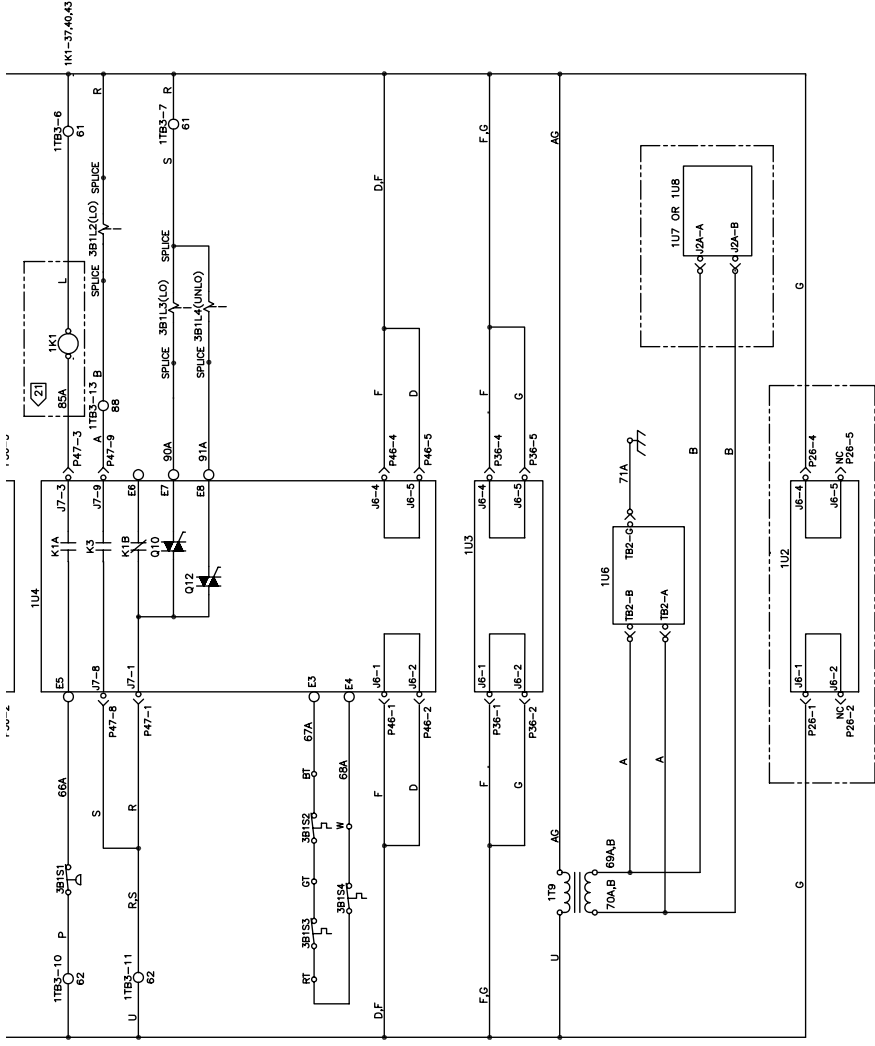 1K1-37,40,43
1TB3-10
62
P
3B1S1
66A
E5
K1A
J7-3
P47-3
85A
21
1K1
L
1TB3-6
61
S
P47-8
J7-8
K3
J7-9
P47-9
A
1TB3-13
88
B
SPLICE
3B1L2(LO)
SPLICE
R
U
1TB3-11
62
R,S
R
P47-1
J7-1
K1B
E6
1U4
Q10
E7
90A
SPLICE
3B1L3(LO)
SPLICE
S
1TB3-7
61
R
Q12
E8
91A
SPLICE
3B1L4(UNLO)
RT
3B1S3
GT
3B1S2
BT
67A
E3
3B1S4
W
68A
E4
D,F
F
P46-1
J6-1
J6-4
P46-4
F
D,F
D
P46-2
J6-2
J6-5
P46-5
D
1U3
F,G
F
P36-1
J6-1
J6-4
P36-4
F
F,G
G
P36-2
J6-2
J6-5
P36-5
G
U
1T9
AG
AG
70A,B
69A,B
A
A
1U6
TB2-B
TB2-G
TB2-A
71A
B
B
1U7 OR 1U8
J2A-A
J2A-B
1U2
G
P26-1
J6-1
J6-4
P26-4
G
NC
P26-2
J6-2
J6-5
NC
P26-5